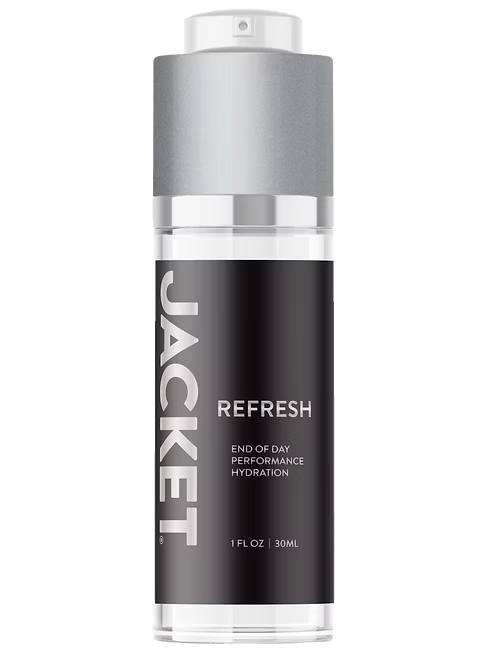 JACKET®
REFRESH
END OF DAY
PERFORMANCE
HYDRATION
1 FL OZ | 30ML